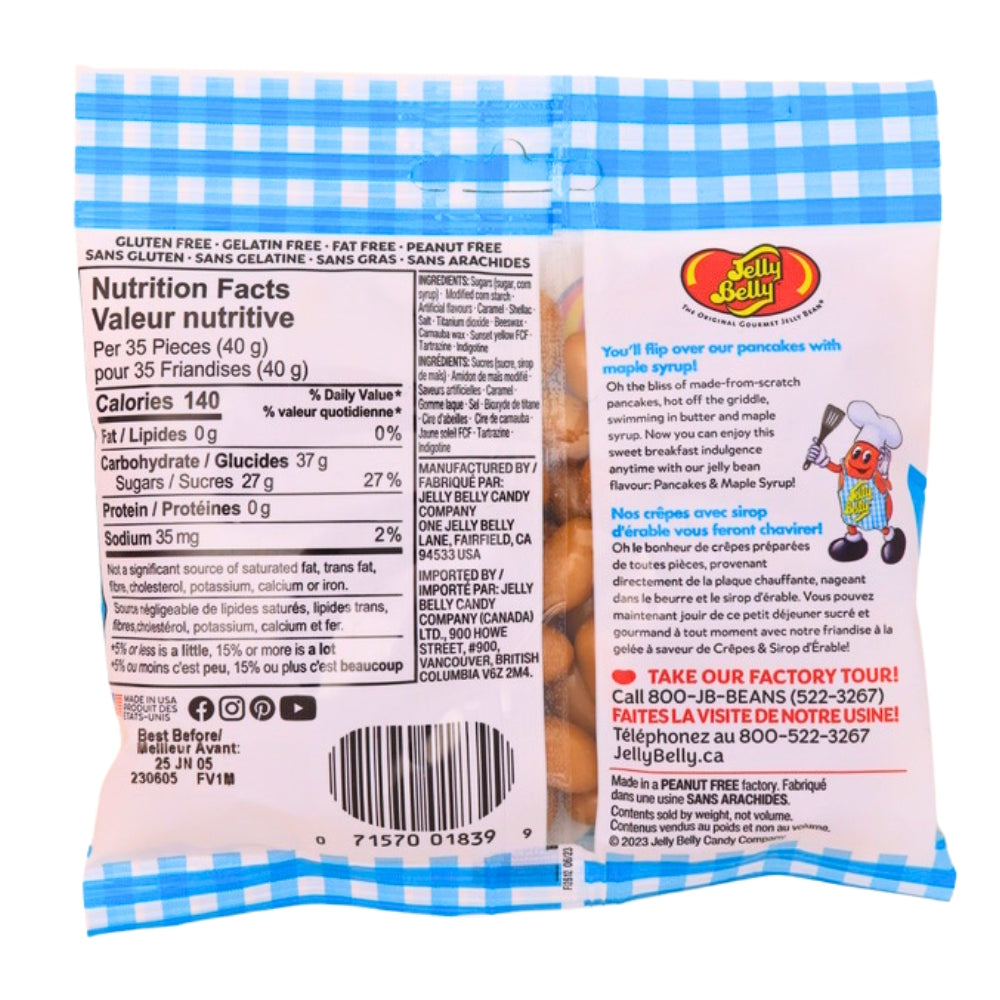 GLUTEN FREE · GELATIN FREE · FAT FREE · PEANUT FREE
SANS GLUTEN · SANS GELATINE · SANS GRAS · SANS ARACHIDES
Nutrition Facts
Valeur nutritive
Per 35 Pieces (40 g)
pour 35 Friandises (40 g)
Calories 140
% Daily Value*
% valeur quotidienne*
Fat / Lipides 0 g 0 %
Carbohydrate / Glucides 37 g
Sugars / Sucres 27 g 27 %
Protein / Protéines 0 g
Sodium 35 mg 2 %
Not a significant source of saturated fat, trans fat,
fibre, cholesterol, potassium, calcium or iron.
Source négligeable de lipides saturés, lipides trans,
fibres,cholestérol, potassium, calcium et fer.
*5% or less is a little, 15% or more is a lot
*5% ou moins c'est peu, 15% ou plus c'est beaucoup
INGREDIENTS: Sugars (sugar, corn
syrup) · Modified corn starch ·
Artificial flavours · Caramel · Shellac ·
Salt · Titanium dioxide · Beeswax ·
Carnauba wax · Sunset yellow FCF ·
Tartrazine · Indigotine
INGRÉDIENTS: Sucres (sucre, sirop
de maïs) · Amidon de maïs modifié ·
Saveurs artificielles · Caramel ·
Gomme laque · Sel · Bioxyde de titane
· Cire d'abeilles · Cire de carnauba ·
Jaune soleil FCF · Tartrazine ·
Indigotine
MANUFACTURED BY /
FABRIQUÉ PAR:
JELLY BELLY CANDY
COMPANY
ONE JELLY BELLY
LANE, FAIRFIELD, CA
94533 USA
IMPORTED BY /
IMPORTÉ PAR: JELLY
BELLY CANDY
COMPANY (CANADA)
LTD., 900 HOWE
STREET, #900,
VANCOUVER, BRITISH
COLUMBIA V6Z 2M4.
MADE IN USA
PRODUIT DES
ÉTATS-UNIS
Best Before/
Meilleur Avant:
25 JN 05
230605 FV1M
0 71570 01839 9
F3612 06/23
Jelly
Belly
THE ORIGINAL GOURMET JELLY BEAN®
You'll flip over our pancakes with
maple syrup!
Oh the bliss of made-from-scratch
pancakes, hot off the griddle,
swimming in butter and maple
syrup. Now you can enjoy this
sweet breakfast indulgence
anytime with our jelly bean
flavour: Pancakes & Maple Syrup!
Jelly
Belly
Nos crêpes avec sirop
d'érable vous feront chavirer!
Oh le bonheur de crêpes préparées
de toutes pièces, provenant
directement de la plaque chauffante, nageant
dans le beurre et le sirop d'érable. Vous pouvez
maintenant jouir de ce petit déjeuner sucré et
gourmand à tout moment avec notre friandise à la
gelée à saveur de Crêpes & Sirop d'Érable!
TAKE OUR FACTORY TOUR!
Call 800-JB-BEANS (522-3267)
FAITES LA VISITE DE NOTRE USINE!
Téléphonez au 800-522-3267
JellyBelly.ca
Made in a PEANUT FREE factory. Fabriqué
dans une usine SANS ARACHIDES.
Contents sold by weight, not volume.
Contenus vendus au poids et non au volume.
© 2023 Jelly Belly Candy Company